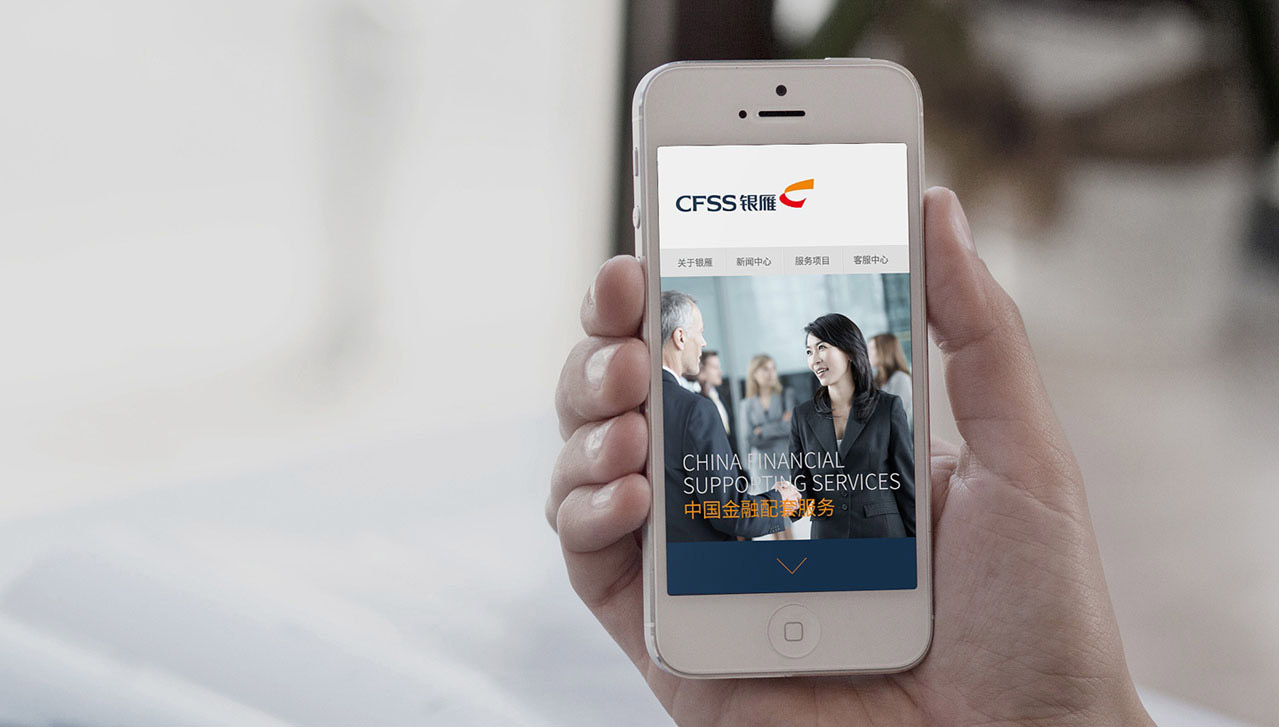 CFSS 银雁
关于银雁 新闻中心 服务项目 客服中心
CHINA FINANCIAL
SUPPORTING SERVICES
中国金融配套服务